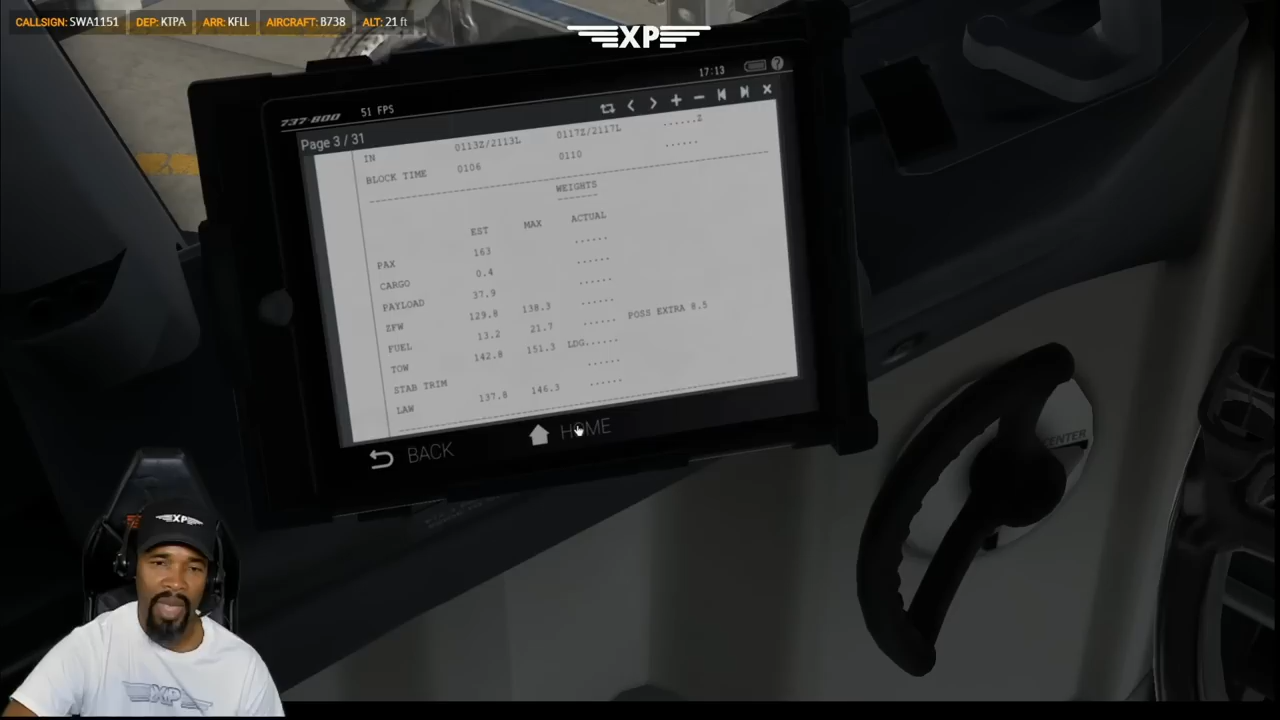 CALLSIGN: SWA1151 DEP: KTPA ARR: KFLL AIRCRAFT: B738 ALT: 21 ft
XP
737-800 51 FPS 17:13
Page 3 / 31
IN 0113Z/2113L 0117Z/2117L ......Z
BLOCK TIME 0106 0110 ......
WEIGHTS
EST MAX ACTUAL
PAX 163 ......
CARGO 0.4 ......
PAYLOAD 37.9 ......
ZFW 129.8 138.3 ......
FUEL 13.2 21.7 ...... POSS EXTRA 8.5
TOW 142.8 151.3 LDG......
STAB TRIM ......
LAW 137.8 146.3 ......
BACK HOME
CENTER
XP
XP